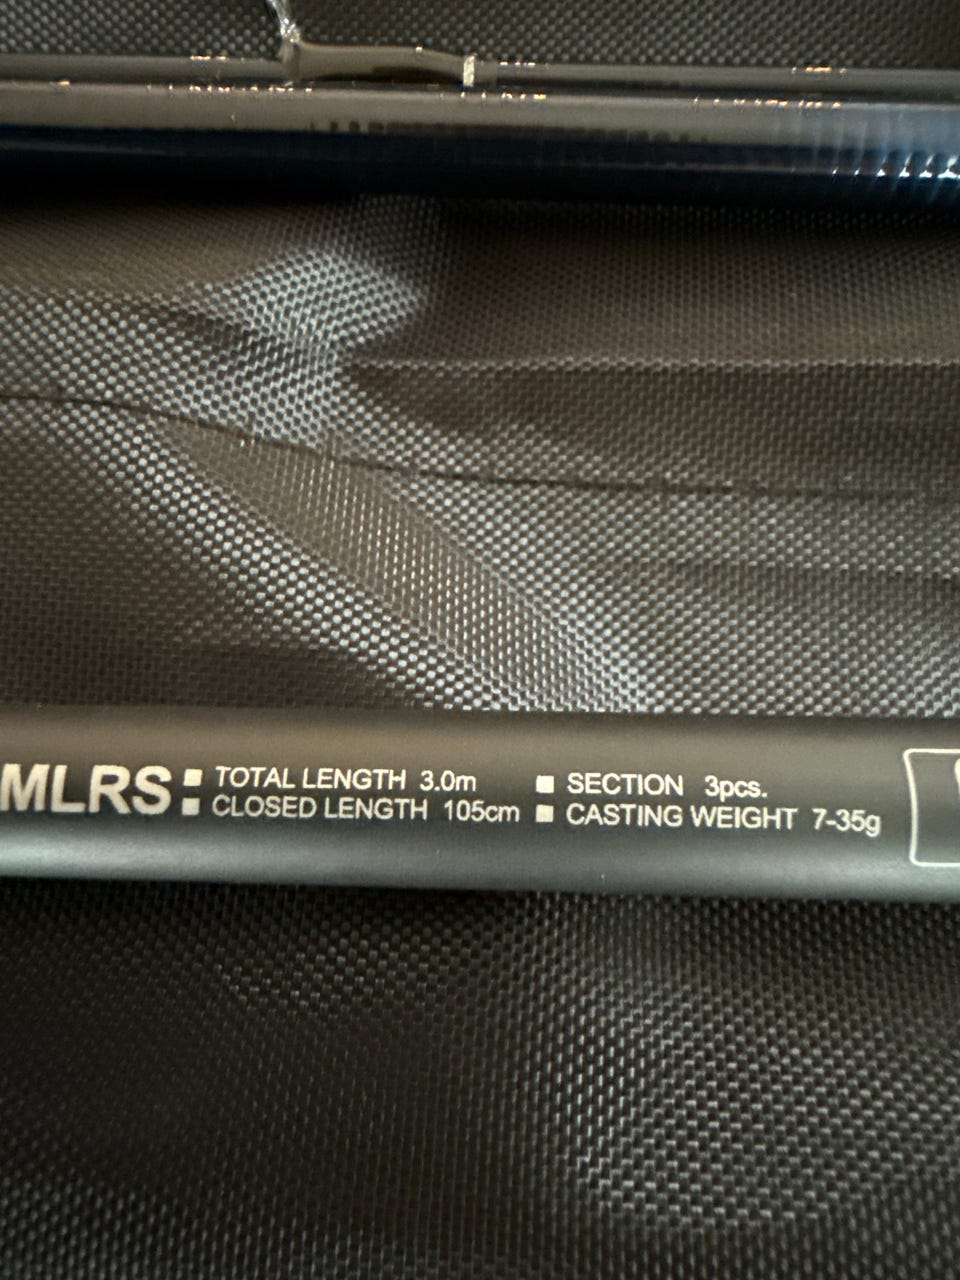 MLRS
TOTAL LENGTH 3.0m ■ SECTION 3pcs.
CLOSED LENGTH 105cm ■ CASTING WEIGHT 7-35g